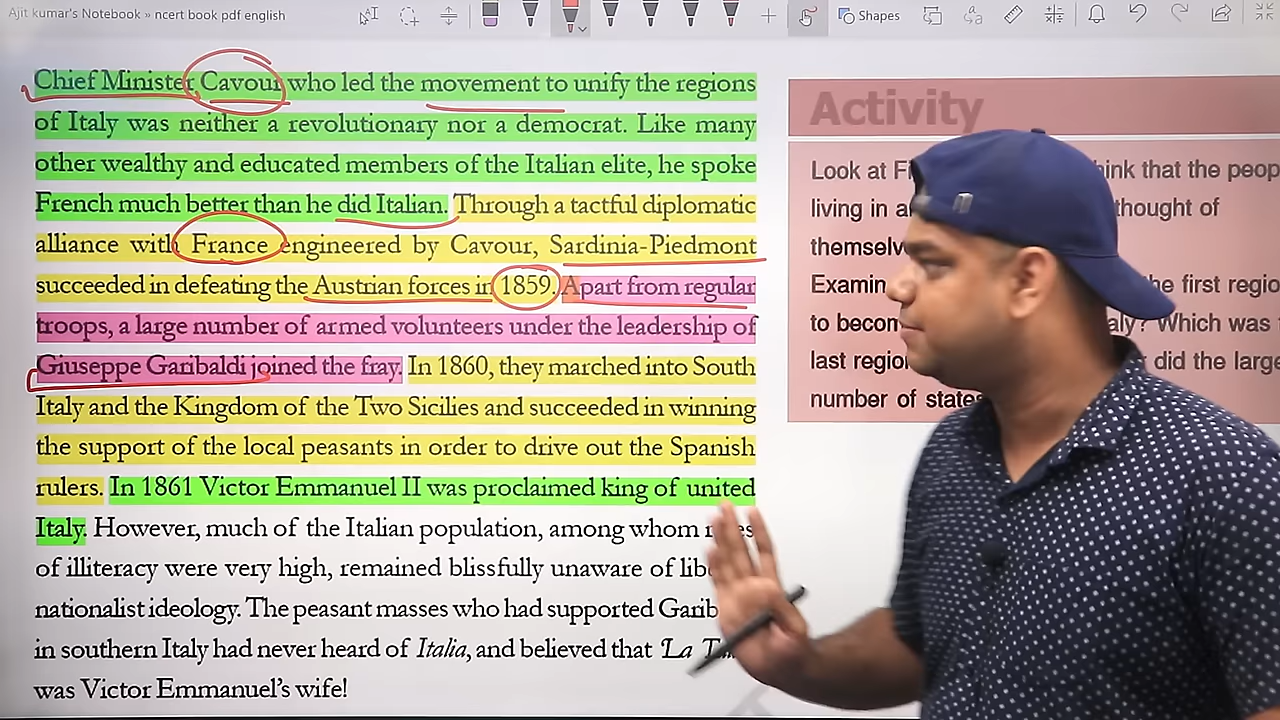 Ajit kumar's Notebook » ncert book pdf english
Shapes
Chief Minister Cavour who led the movement to unify the regions
of Italy was neither a revolutionary nor a democrat. Like many
other wealthy and educated members of the Italian elite, he spoke
French much better than he did Italian. Through a tactful diplomatic
alliance with France engineered by Cavour, Sardinia-Piedmont
succeeded in defeating the Austrian forces in 1859. Apart from regular
troops, a large number of armed volunteers under the leadership of
Giuseppe Garibaldi joined the fray. In 1860, they marched into South
Italy and the Kingdom of the Two Sicilies and succeeded in winning
the support of the local peasants in order to drive out the Spanish
rulers. In 1861 Victor Emmanuel II was proclaimed king of united
Italy. However, much of the Italian population, among whom
of illiteracy were very high, remained blissfully unaware of
nationalist ideology. The peasant masses who had supported
in southern Italy had never heard of Italia, and believed that 'La
was Victor Emmanuel's wife!
Activity
Look at that the
living in thought of
Examin the first
to Which was
last did the
number of states